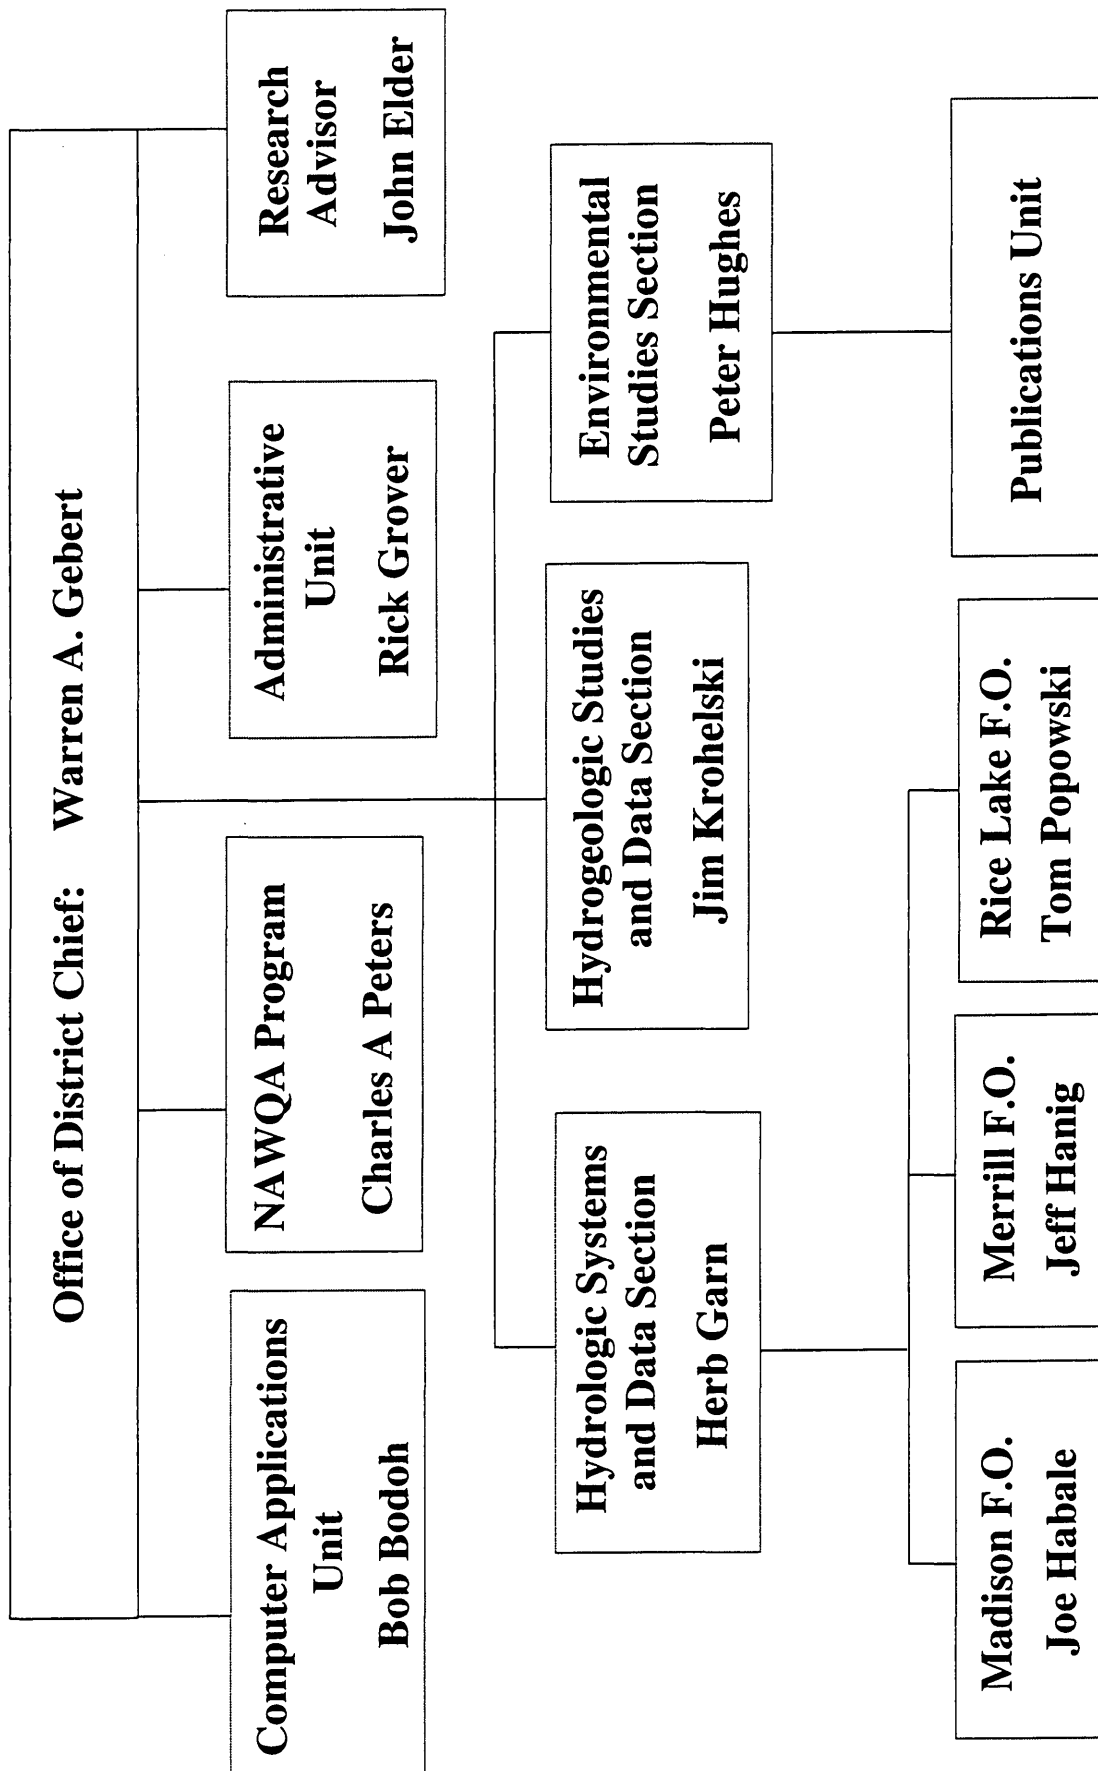 Office of District Chief: Warren A. Gebert
Computer Applications
Unit
Bob Bodoh
NAWQA Program
Charles A Peters
Administrative
Unit
Rick Grover
Research
Advisor
John Elder
Hydrologic Systems
and Data Section
Herb Garn
Hydrogeologic Studies
and Data Section
Jim Krohelski
Environmental
Studies Section
Peter Hughes
Madison F.O.
Joe Habale
Merrill F.O.
Jeff Hanig
Rice Lake F.O.
Tom Popowski
Publications Unit